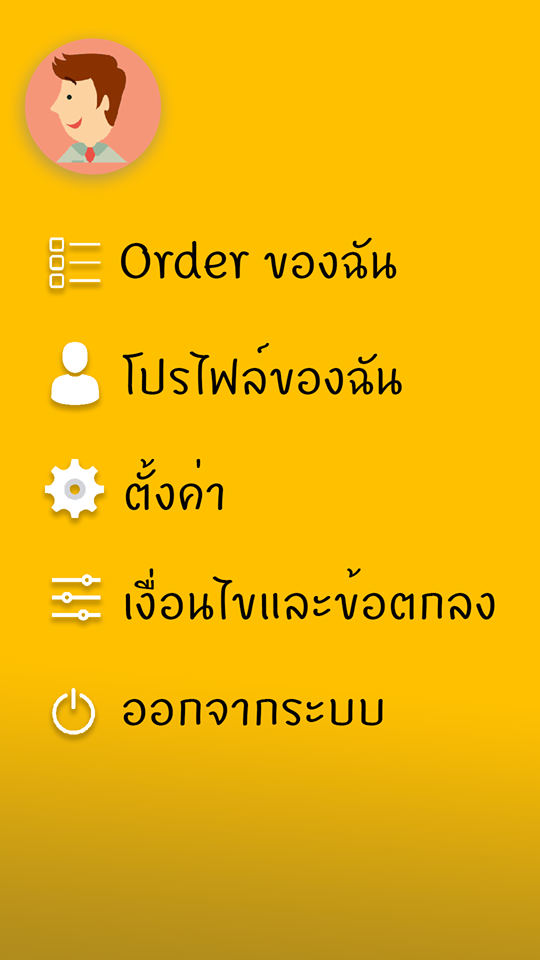 Order ของฉัน
โปรไฟล์ของฉัน
ตั้งค่า
เงื่อนไขและข้อตกลง
ออกจากระบบ